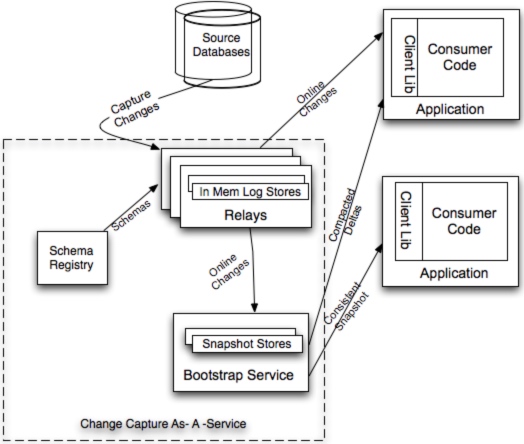 Source
Databases
Capture
Changes
Online
Changes
Client Lib
Consumer
Code
Application
In Mem Log Stores
Relays
Schemas
Schema
Registry
Online
Changes
Compacted
Deltas
Client Lib
Consumer
Code
Application
Consistent
Snapshot
Snapshot Stores
Bootstrap Service
Change Capture As- A -Service